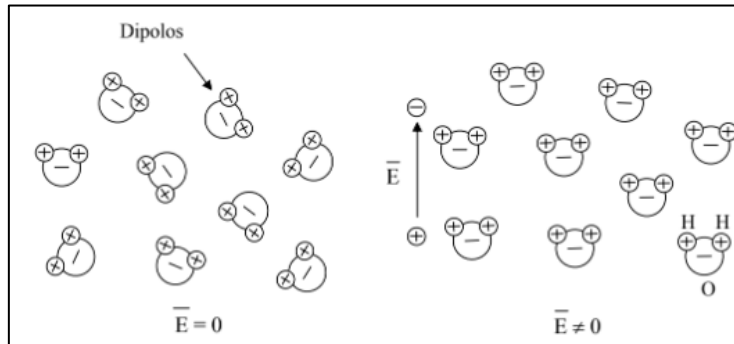 Dipolos
E̅
H H
O
E̅ = 0
E̅ ≠ 0